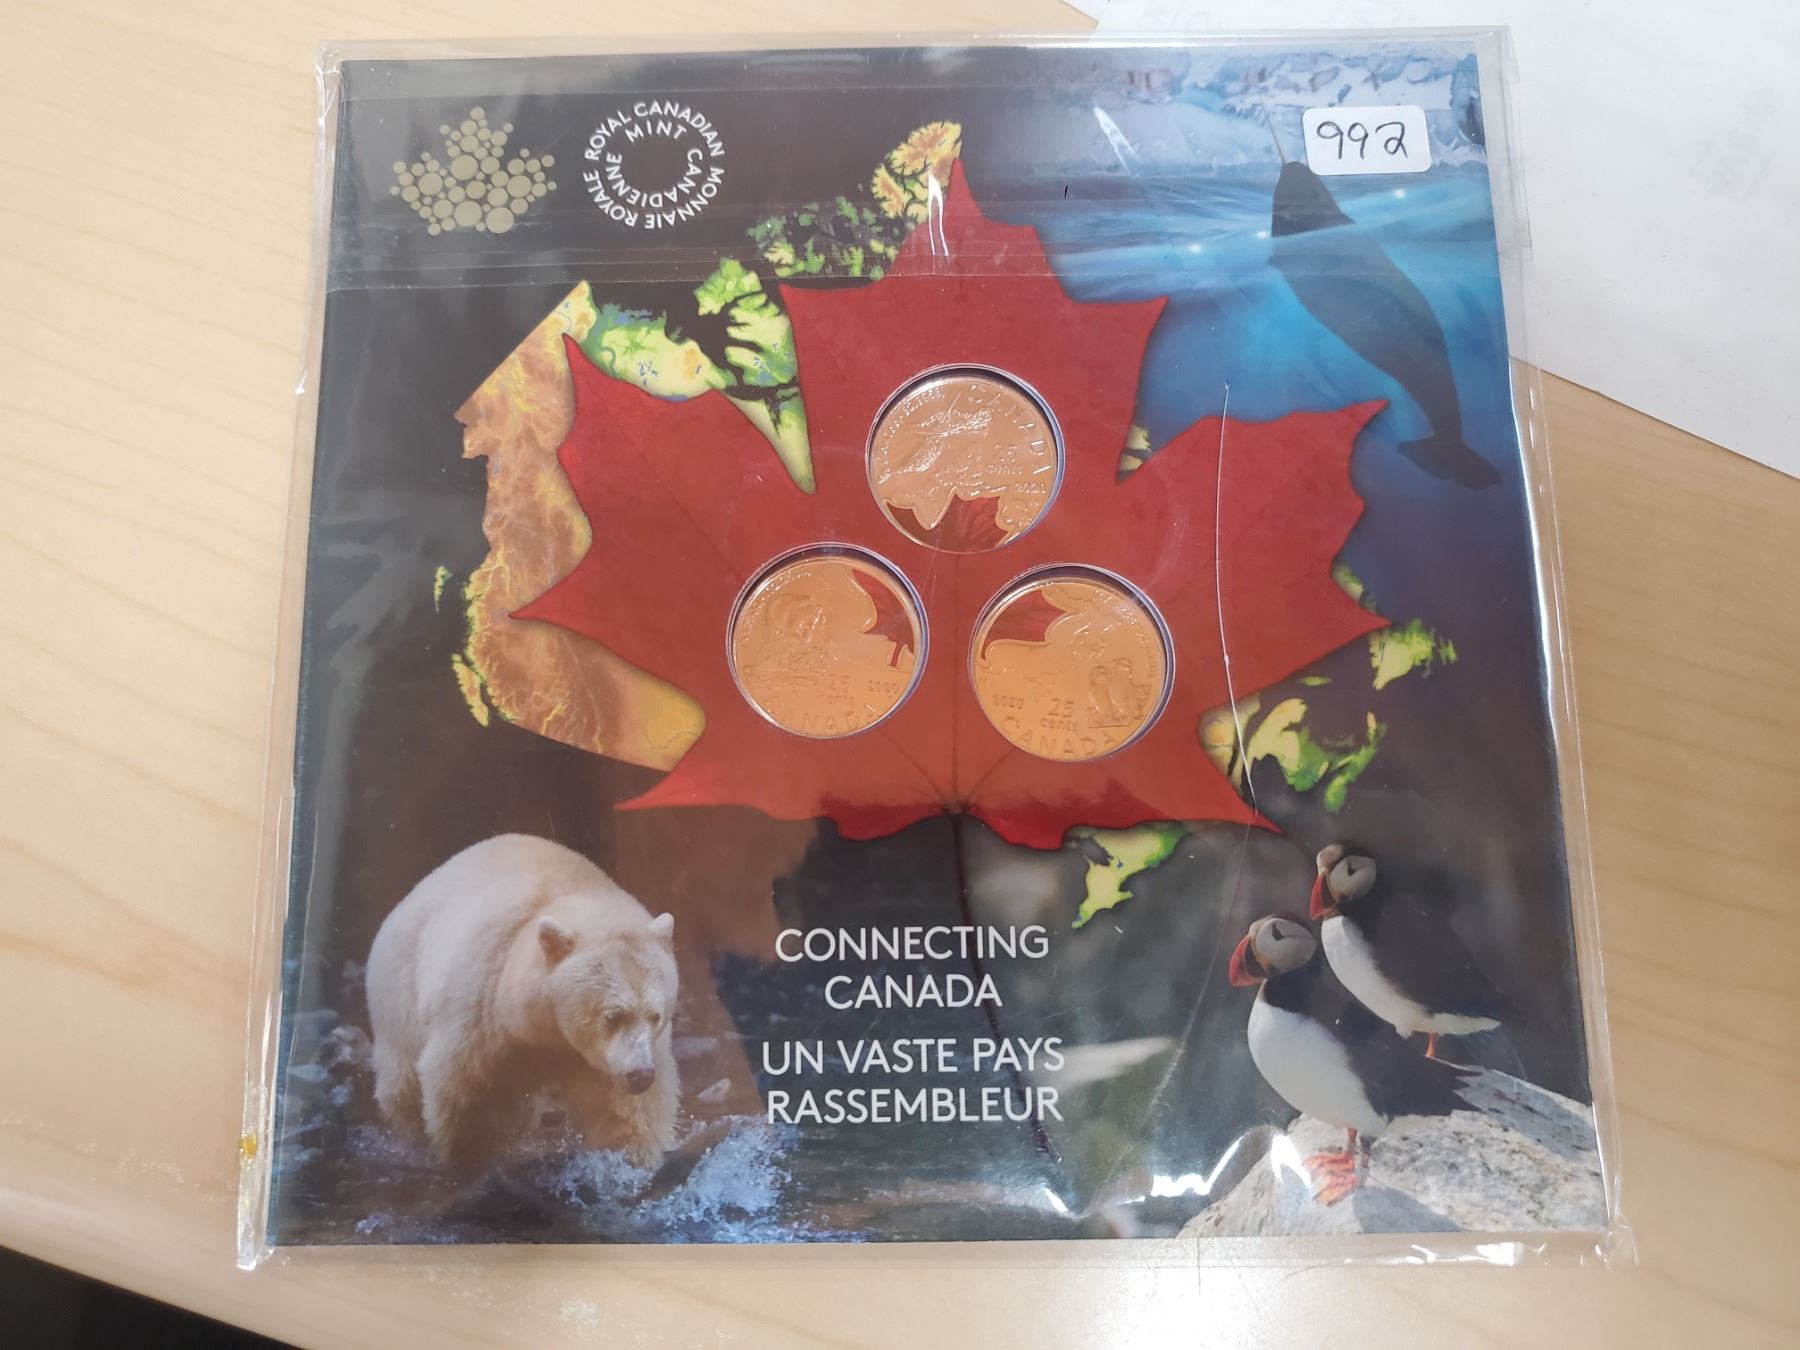 ROYAL CANADIAN MINT
MONNAIE ROYALE CANADIENNE
992
CANADA
25
cents
2020
25
cents
2020
CANADA
2020
25
cents
CANADA
CONNECTING
CANADA
UN VASTE PAYS
RASSEMBLEUR